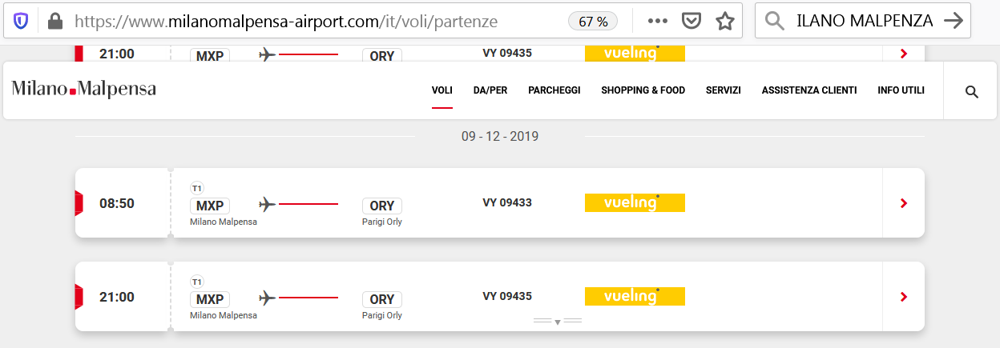 https://www.milanomalpensa-airport.com/it/voli/partenze 67 % ILANO MALPENZA
21:00 MXP ORY VY 09435 vueling
Milano Malpensa VOLI DA/PER PARCHEGGI SHOPPING & FOOD SERVIZI ASSISTENZA CLIENTI INFO UTILI
09 - 12 - 2019
T1
08:50 MXP ORY VY 09433 vueling
Milano Malpensa Parigi Orly
T1
21:00 MXP ORY VY 09435 vueling
Milano Malpensa Parigi Orly